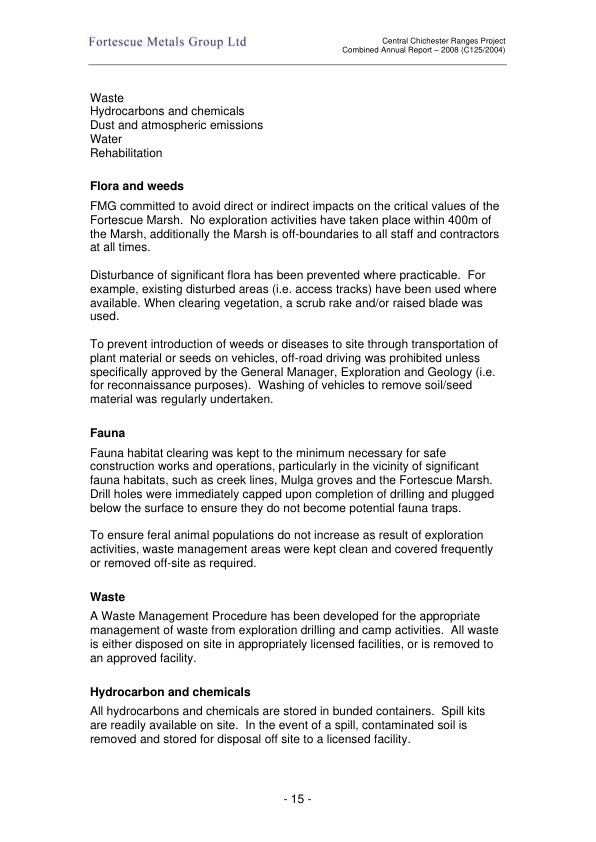 Fortescue Metals Group Ltd
Central Chichester Ranges Project
Combined Annual Report – 2008 (C125/2004)
Waste
Hydrocarbons and chemicals
Dust and atmospheric emissions
Water
Rehabilitation
Flora and weeds
FMG committed to avoid direct or indirect impacts on the critical values of the
Fortescue Marsh.  No exploration activities have taken place within 400m of
the Marsh, additionally the Marsh is off-boundaries to all staff and contractors
at all times.
Disturbance of significant flora has been prevented where practicable.  For
example, existing disturbed areas (i.e. access tracks) have been used where
available. When clearing vegetation, a scrub rake and/or raised blade was
used.
To prevent introduction of weeds or diseases to site through transportation of
plant material or seeds on vehicles, off-road driving was prohibited unless
specifically approved by the General Manager, Exploration and Geology (i.e.
for reconnaissance purposes).  Washing of vehicles to remove soil/seed
material was regularly undertaken.
Fauna
Fauna habitat clearing was kept to the minimum necessary for safe
construction works and operations, particularly in the vicinity of significant
fauna habitats, such as creek lines, Mulga groves and the Fortescue Marsh.
Drill holes were immediately capped upon completion of drilling and plugged
below the surface to ensure they do not become potential fauna traps.
To ensure feral animal populations do not increase as result of exploration
activities, waste management areas were kept clean and covered frequently
or removed off-site as required.
Waste
A Waste Management Procedure has been developed for the appropriate
management of waste from exploration drilling and camp activities.  All waste
is either disposed on site in appropriately licensed facilities, or is removed to
an approved facility.
Hydrocarbon and chemicals
All hydrocarbons and chemicals are stored in bunded containers.  Spill kits
are readily available on site.  In the event of a spill, contaminated soil is
removed and stored for disposal off site to a licensed facility.
- 15 -